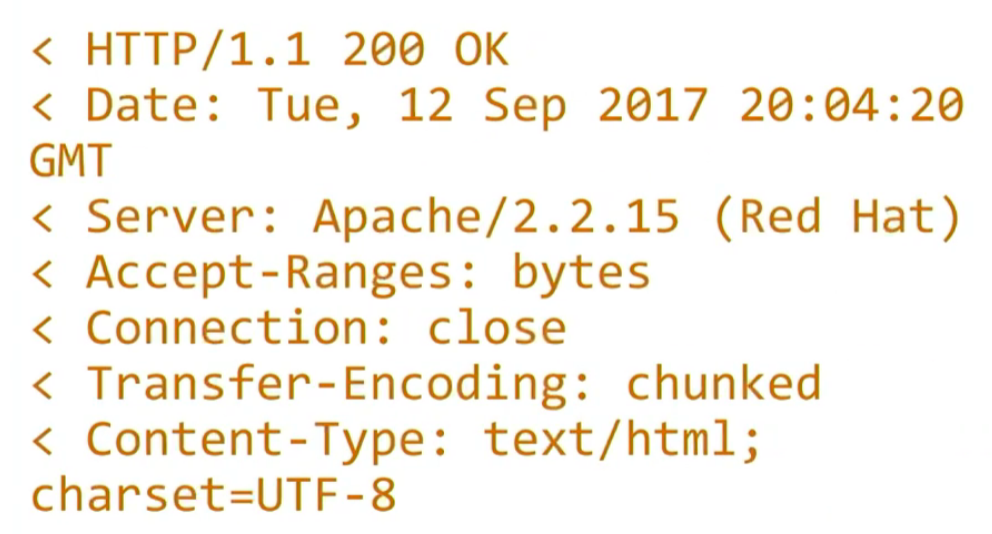 < HTTP/1.1 200 OK
< Date: Tue, 12 Sep 2017 20:04:20
GMT
< Server: Apache/2.2.15 (Red Hat)
< Accept-Ranges: bytes
< Connection: close
< Transfer-Encoding: chunked
< Content-Type: text/html;
charset=UTF-8